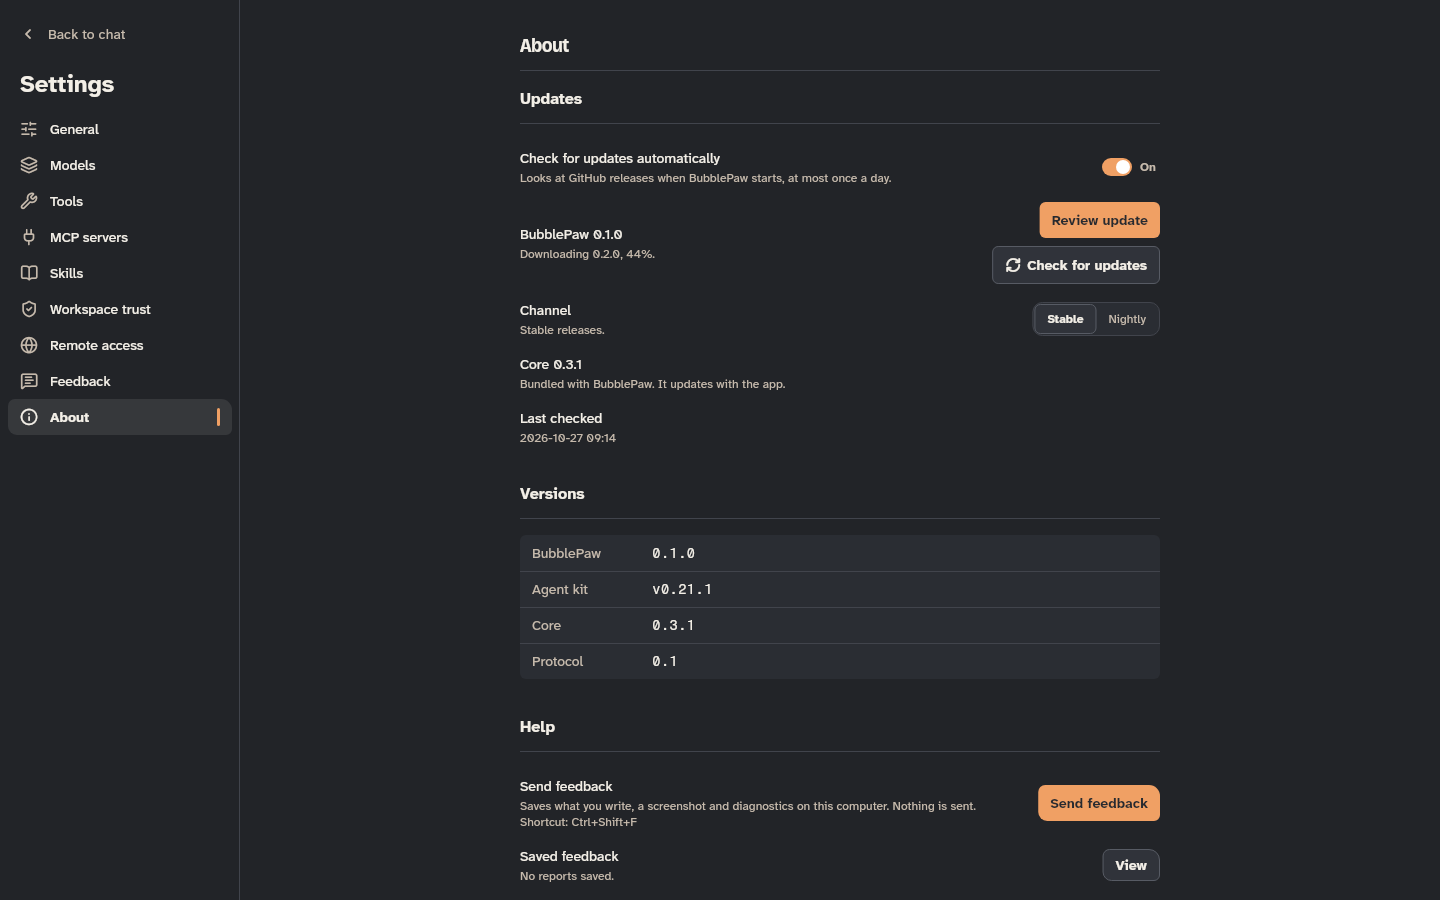 Back to chat
Settings
General
Models
Tools
MCP servers
Skills
Workspace trust
Remote access
Feedback
About
About
Updates
Check for updates automatically
Looks at GitHub releases when BubblePaw starts, at most once a day.
On
BubblePaw 0.1.0
Downloading 0.2.0, 44%.
Review update
Check for updates
Channel
Stable releases.
Stable
Nightly
Core 0.3.1
Bundled with BubblePaw. It updates with the app.
Last checked
2026-10-27 09:14
Versions
BubblePaw 0.1.0
Agent kit v0.21.1
Core 0.3.1
Protocol 0.1
Help
Send feedback
Saves what you write, a screenshot and diagnostics on this computer. Nothing is sent.
Shortcut: Ctrl+Shift+F
Send feedback
Saved feedback
No reports saved.
View